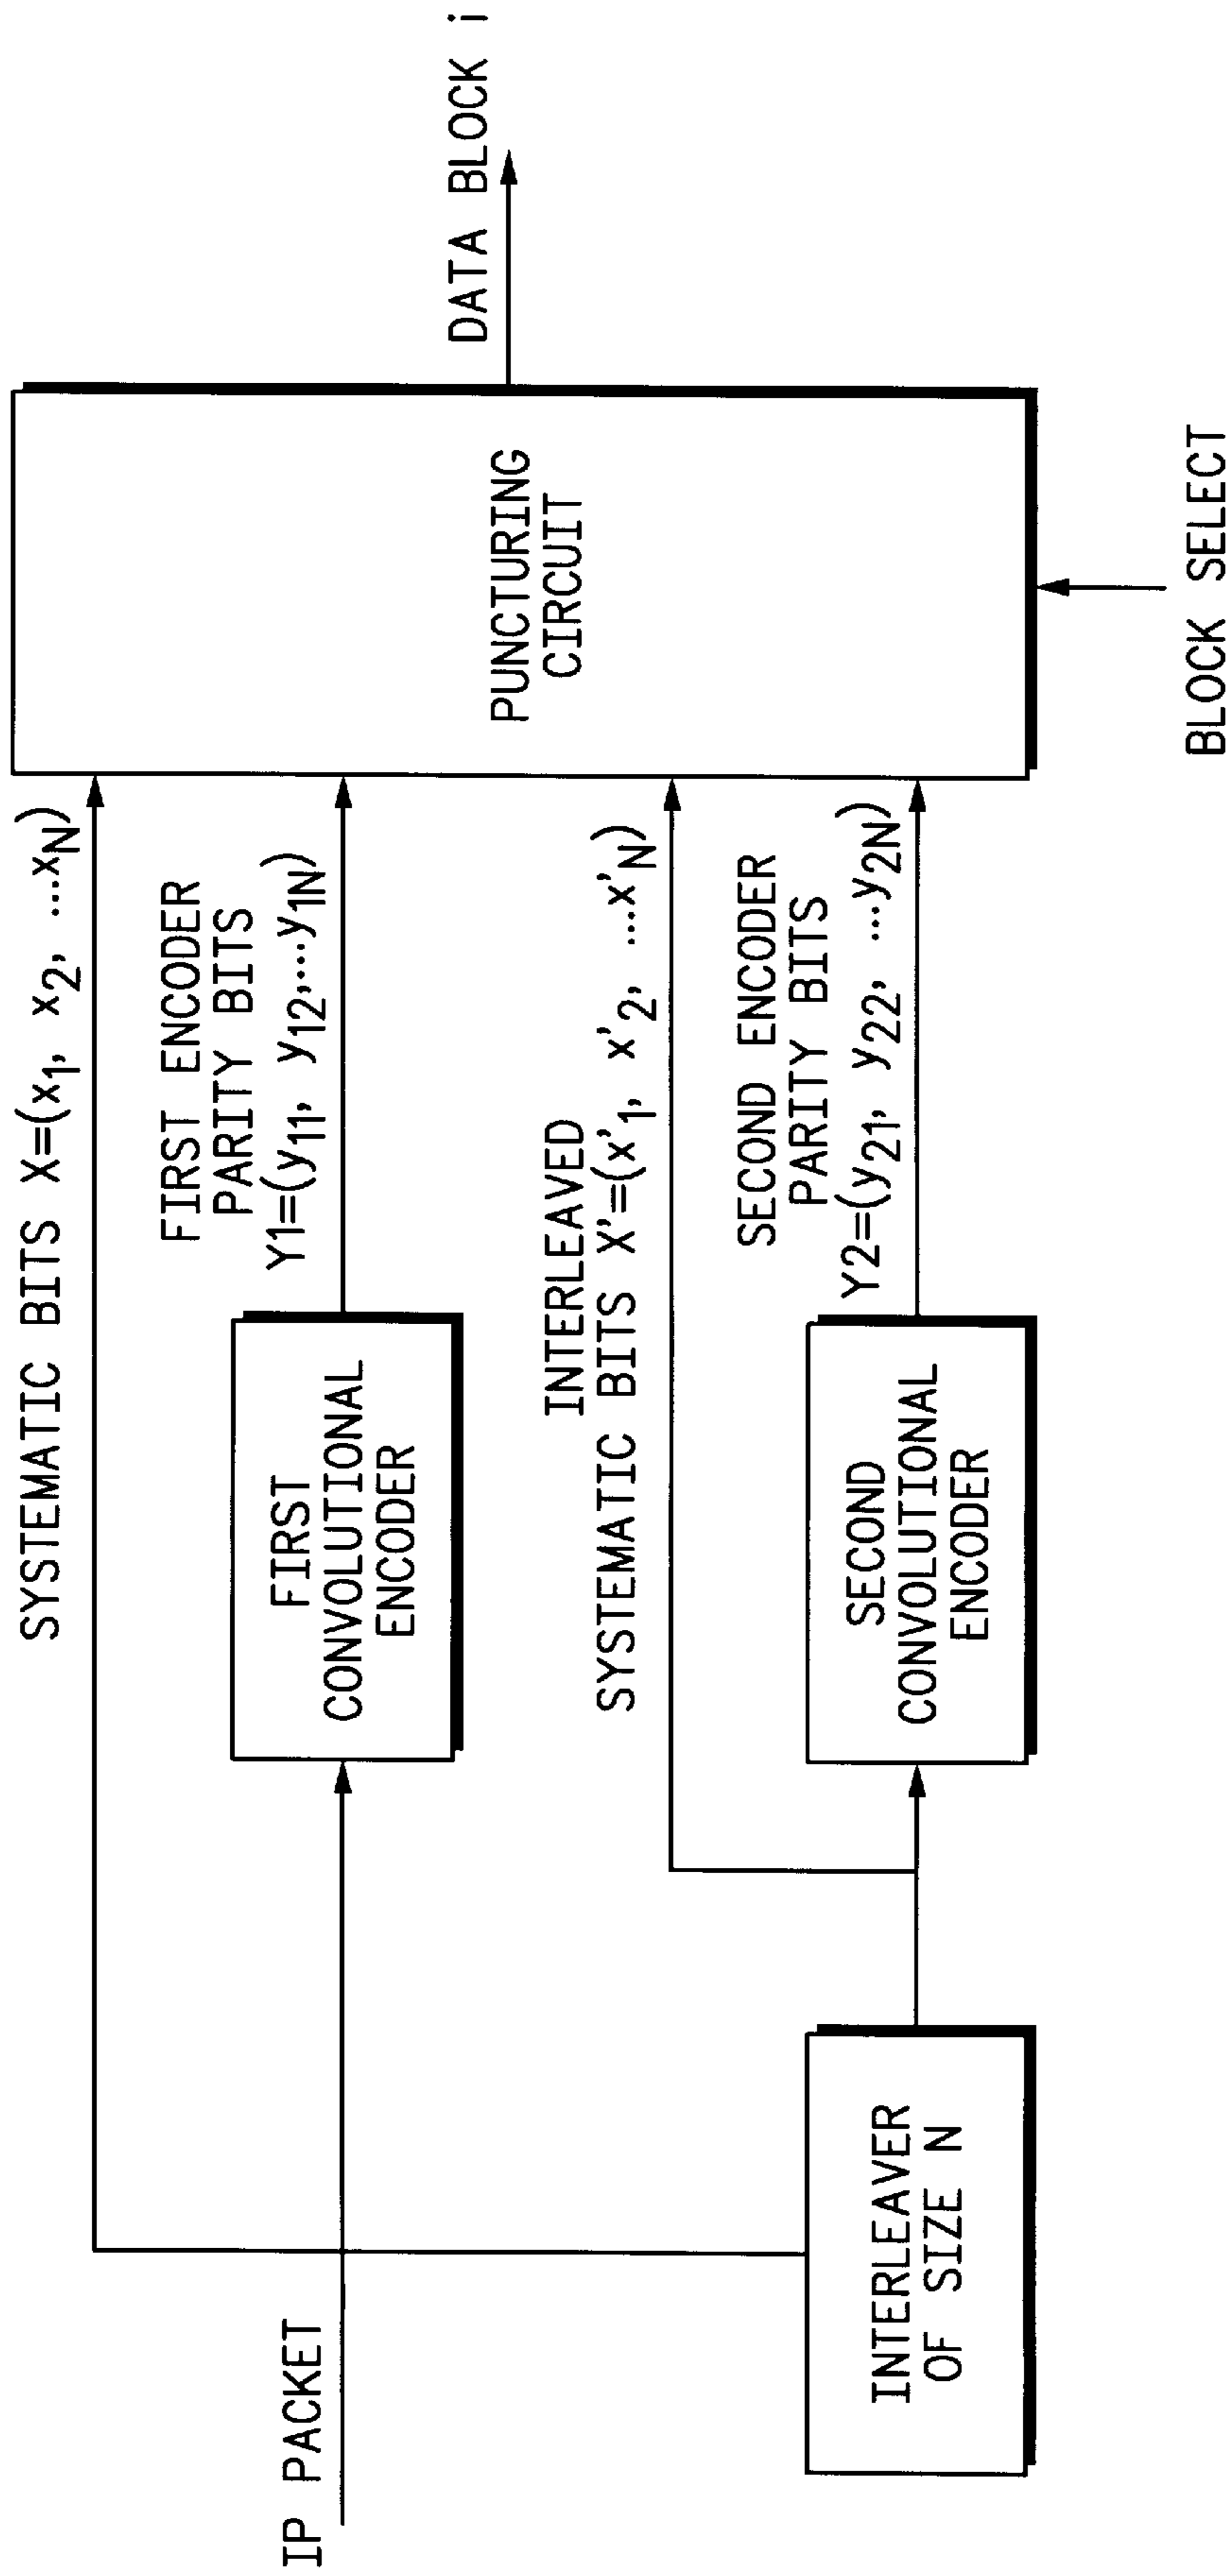 SYSTEMATIC BITS X=(x1, x2, ...xN)
IP PACKET
FIRST
CONVOLUTIONAL
ENCODER
FIRST ENCODER
PARITY BITS
Y1=(y11, y12,...y1N)
INTERLEAVED
SYSTEMATIC BITS X'=(x'1, x'2, ...x'N)
INTERLEAVER
OF SIZE N
SECOND
CONVOLUTIONAL
ENCODER
SECOND ENCODER
PARITY BITS
Y2=(y21, y22, ...y2N)
PUNCTURING
CIRCUIT
DATA BLOCK i
BLOCK SELECT